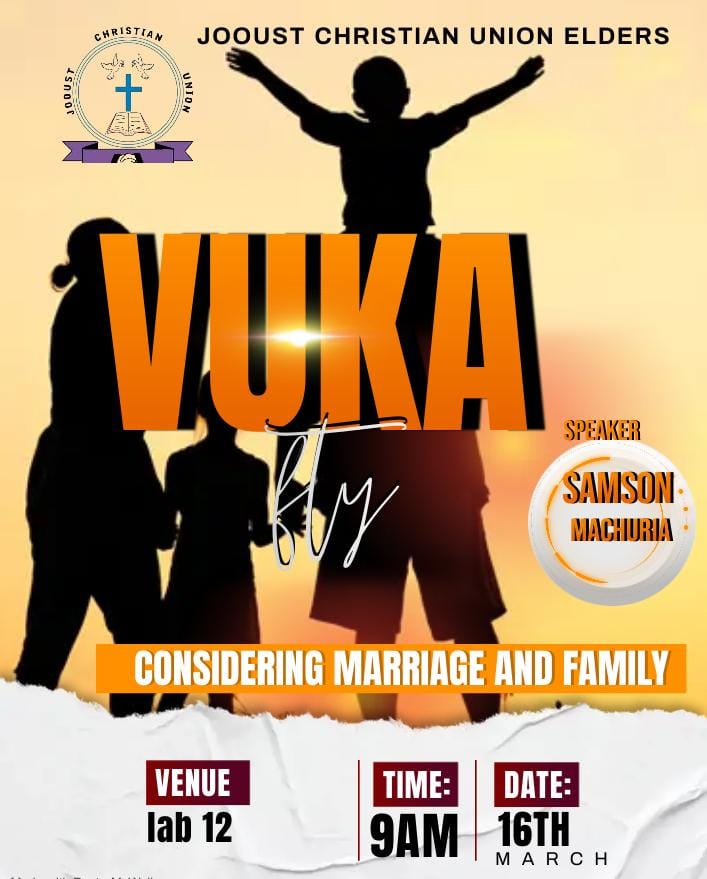 JOOUST CHRISTIAN UNION ELDERS
JOOUST CHRISTIAN UNION
VUKA
fty
SPEAKER
SAMSON
MACHURIA
CONSIDERING MARRIAGE AND FAMILY
VENUE
lab 12
TIME:
9AM
DATE:
16TH
MARCH